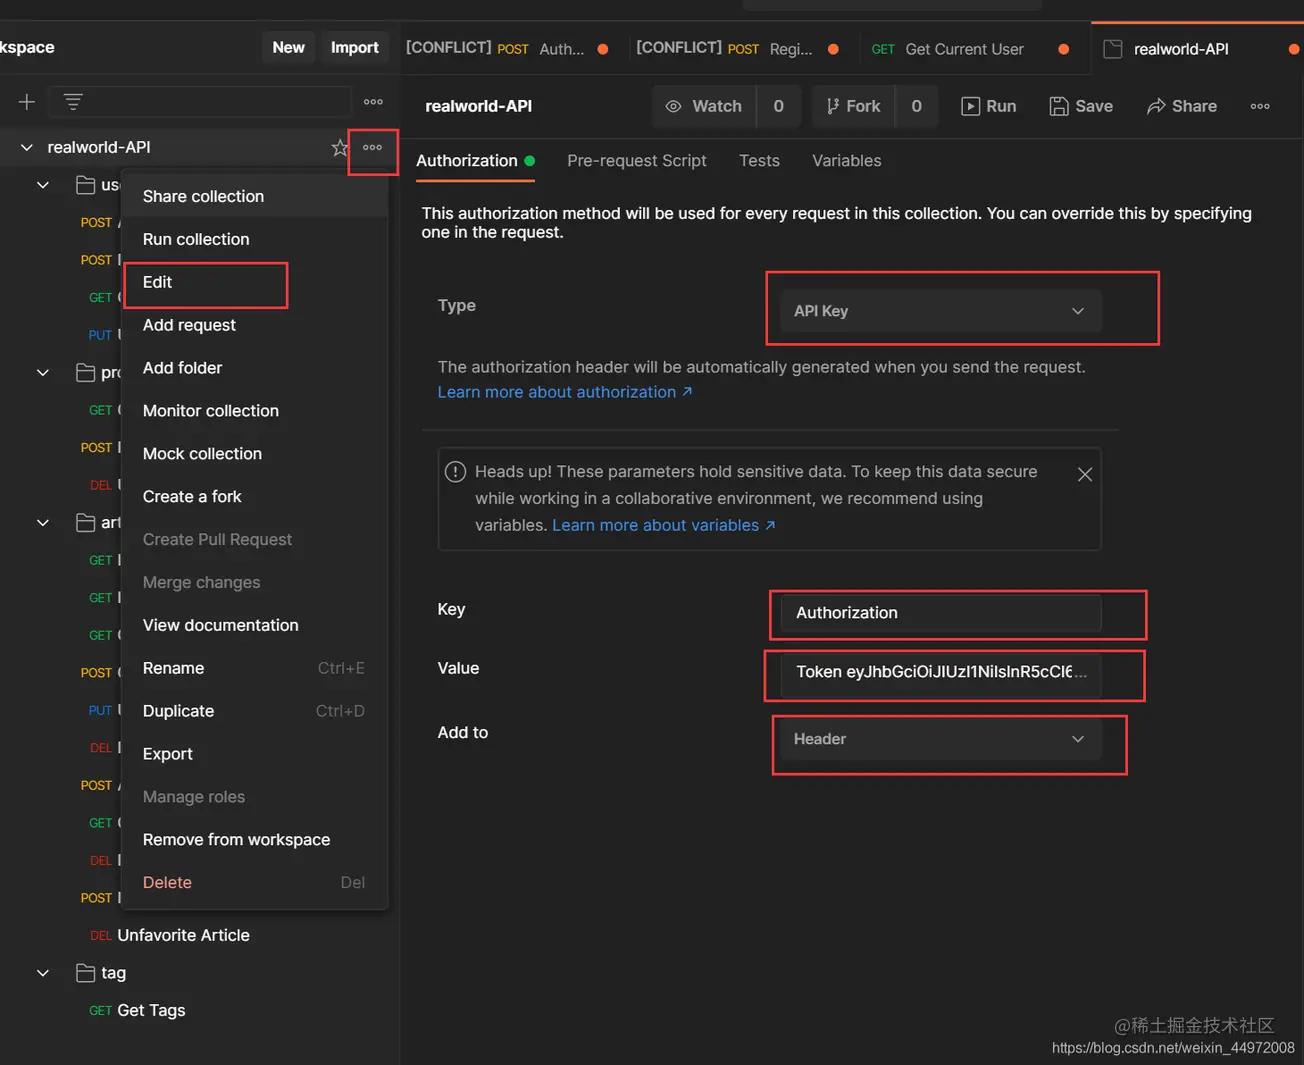 kspace
New
Import
[CONFLICT] POST Auth...
[CONFLICT] POST Regi...
GET Get Current User
realworld-API
realworld-API
Watch 0
Fork 0
Run
Save
Share
realworld-API
Authorization
Pre-request Script
Tests
Variables
This authorization method will be used for every request in this collection. You can override this by specifying
one in the request.
Type
API Key
The authorization header will be automatically generated when you send the request.
Learn more about authorization ↗
Heads up! These parameters hold sensitive data. To keep this data secure
while working in a collaborative environment, we recommend using
variables. Learn more about variables ↗
Key
Authorization
Value
Token eyJhbGciOiJIUzI1NiIsInR5cCI6...
Add to
Header
POST
POST
GET
PUT
pro
GET
POST
DEL
art
GET
GET
GET
POST
PUT
DEL
POST
GET
DEL
POST
DEL Unfavorite Article
tag
GET Get Tags
Share collection
Run collection
Edit
Add request
Add folder
Monitor collection
Mock collection
Create a fork
Create Pull Request
Merge changes
View documentation
Rename Ctrl+E
Duplicate Ctrl+D
Export
Manage roles
Remove from workspace
Delete Del
@稀土掘金技术社区
https://blog.csdn.net/weixin_44972008